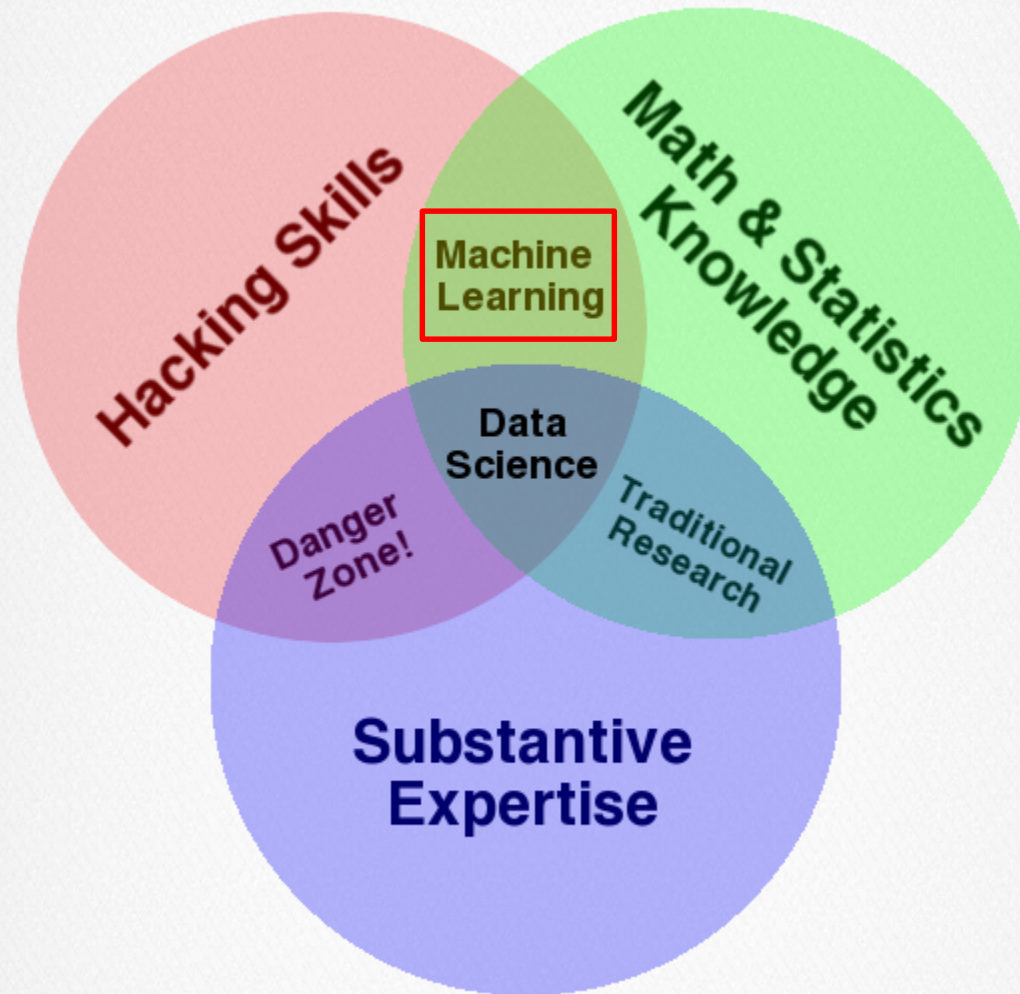 Hacking Skills
Math & Statistics
Knowledge
Machine
Learning
Data
Science
Danger
Zone!
Traditional
Research
Substantive
Expertise